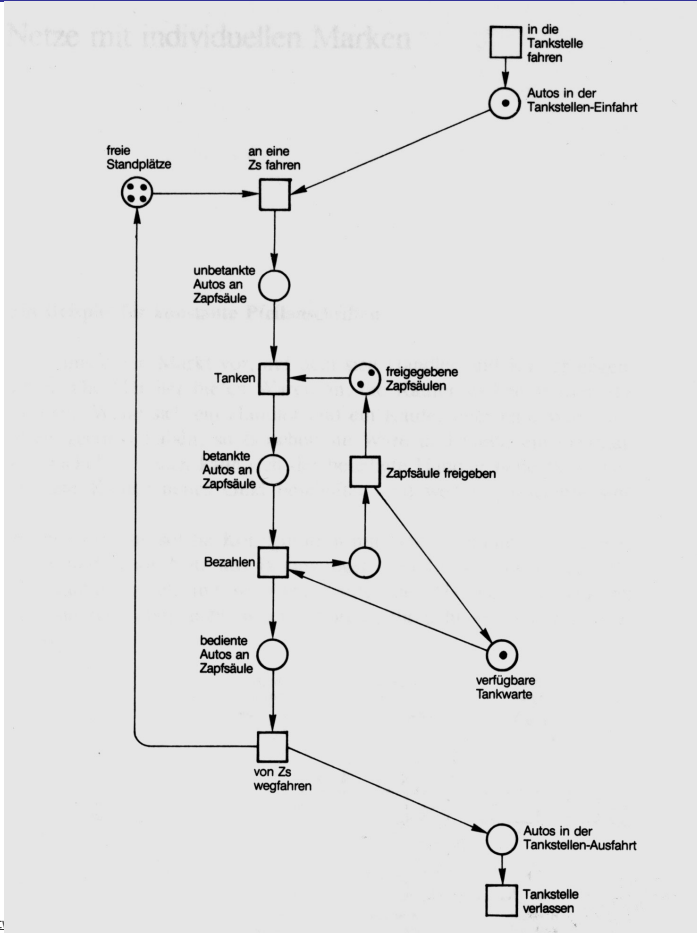 Netze mit individuellen Marken
in die
Tankstelle
fahren
Autos in der
Tankstellen-Einfahrt
freie
Standplätze
an eine
Zs fahren
unbetankte
Autos an
Zapfsäule
Tanken
freigegebene
Zapfsäulen
betankte
Autos an
Zapfsäule
Zapfsäule freigeben
Bezahlen
bediente
Autos an
Zapfsäule
verfügbare
Tankwarte
von Zs
wegfahren
Autos in der
Tankstellen-Ausfahrt
Tankstelle
verlassen